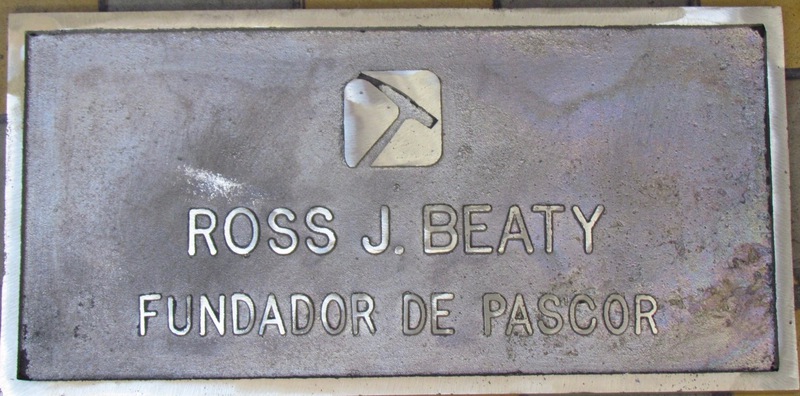 ROSS J. BEATY
FUNDADOR DE PASCOR